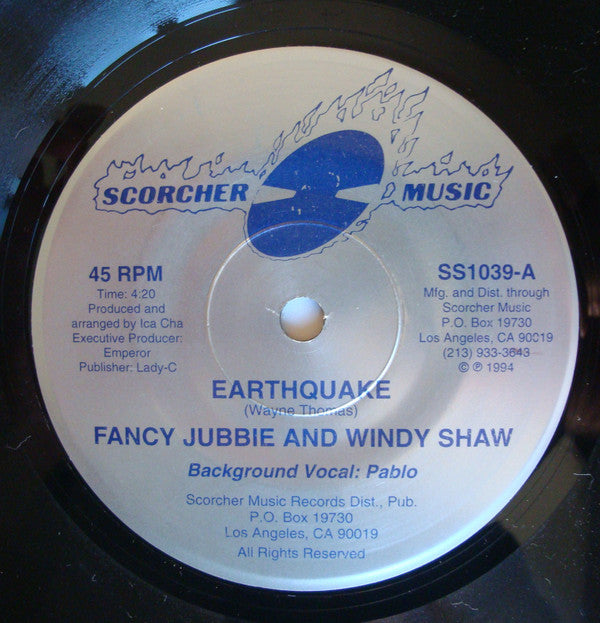 SCORCHER MUSIC
45 RPM
Time: 4:20
Produced and
arranged by Ica Cha
Executive Producer:
Emperor
Publisher: Lady-C
SS1039-A
Mfg. and Dist. through
Scorcher Music
P.O. Box 19730
Los Angeles, CA 90019
(213) 933-3643
© ℗ 1994
EARTHQUAKE
(Wayne Thomas)
FANCY JUBBIE AND WINDY SHAW
Background Vocal: Pablo
Scorcher Music Records Dist., Pub.
P.O. Box 19730
Los Angeles, CA 90019
All Rights Reserved